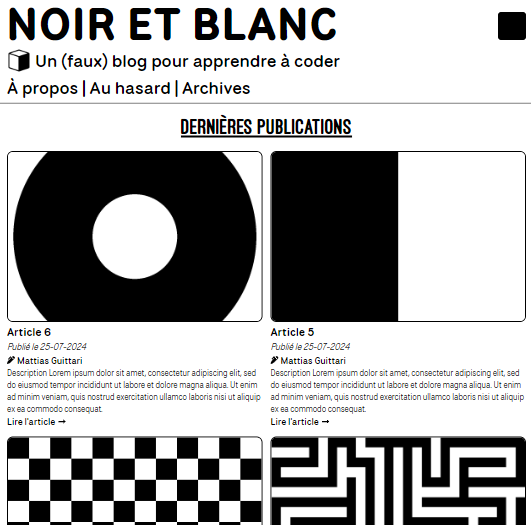 NOIR ET BLANC
Un (faux) blog pour apprendre à coder
À propos | Au hasard | Archives
DERNIÈRES PUBLICATIONS
Article 6
Publié le 25-07-2024
Mattias Guittari
Description Lorem ipsum dolor sit amet, consectetur adipiscing elit, sed
do eiusmod tempor incididunt ut labore et dolore magna aliqua. Ut enim
ad minim veniam, quis nostrud exercitation ullamco laboris nisi ut aliquip
ex ea commodo consequat.
Lire l'article ➞
Article 5
Publié le 25-07-2024
Mattias Guittari
Description Lorem ipsum dolor sit amet, consectetur adipiscing elit, sed
do eiusmod tempor incididunt ut labore et dolore magna aliqua. Ut enim
ad minim veniam, quis nostrud exercitation ullamco laboris nisi ut aliquip
ex ea commodo consequat.
Lire l'article ➞